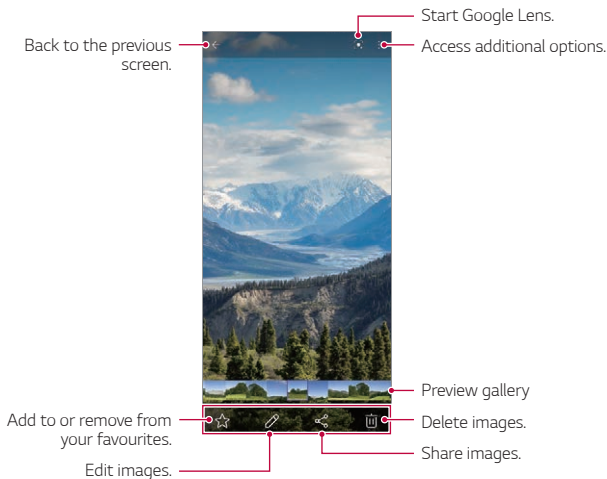 Start Google Lens.
Back to the previous
screen.
Access additional options.
Preview gallery
Add to or remove from
your favourites.
Delete images.
Share images.
Edit images.